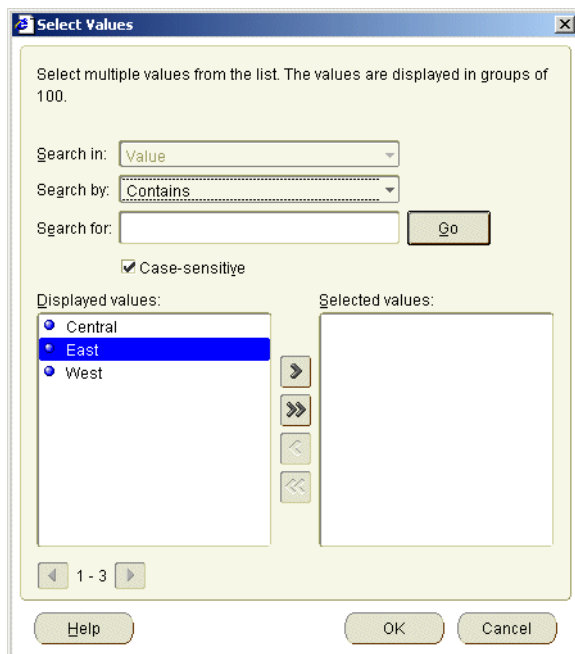 Select Values
Select multiple values from the list. The values are displayed in groups of
100.
Search in: Value
Search by: Contains
Search for:
Go
Case-sensitive
Displayed values:
Selected values:
Central
East
West
1 - 3
Help
OK
Cancel